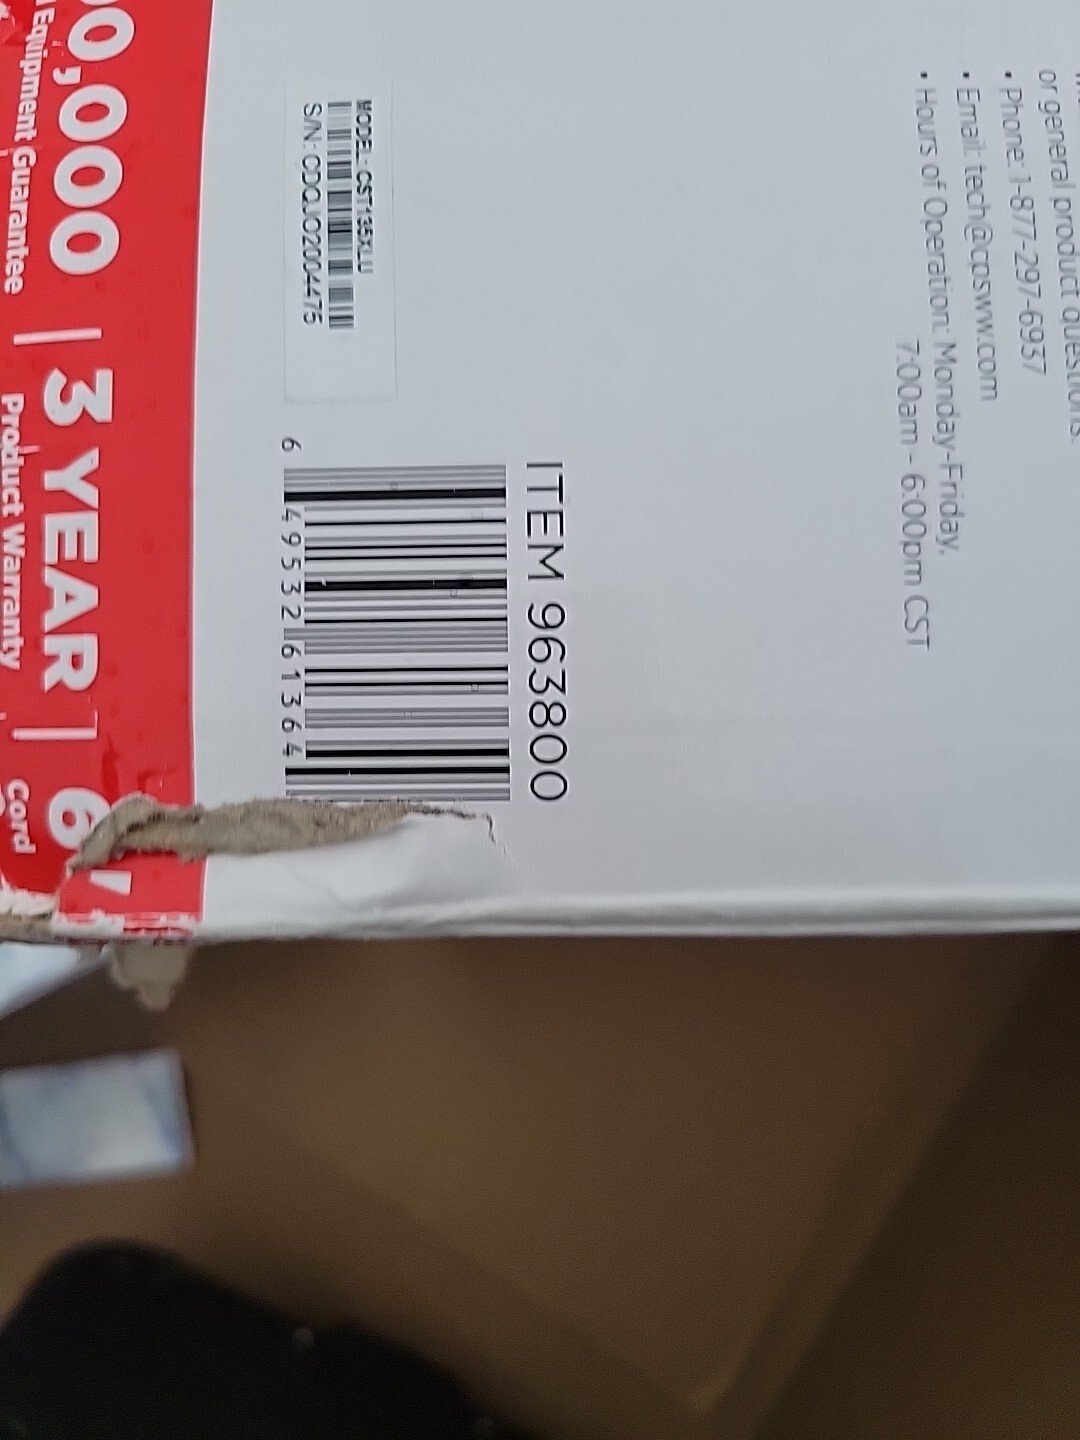 or general product questions.
• Phone: 1-877-297-6937
• Email: tech@cpsww.com
• Hours of Operation: Monday-Friday,
7:00am - 6:00pm CST
ITEM 963800
6 49532 61364
MODEL: CST135XLU
S/N: CDQJO2004475
0,000 | 3 YEAR | 6'
Equipment Guarantee
Product Warranty
Cord